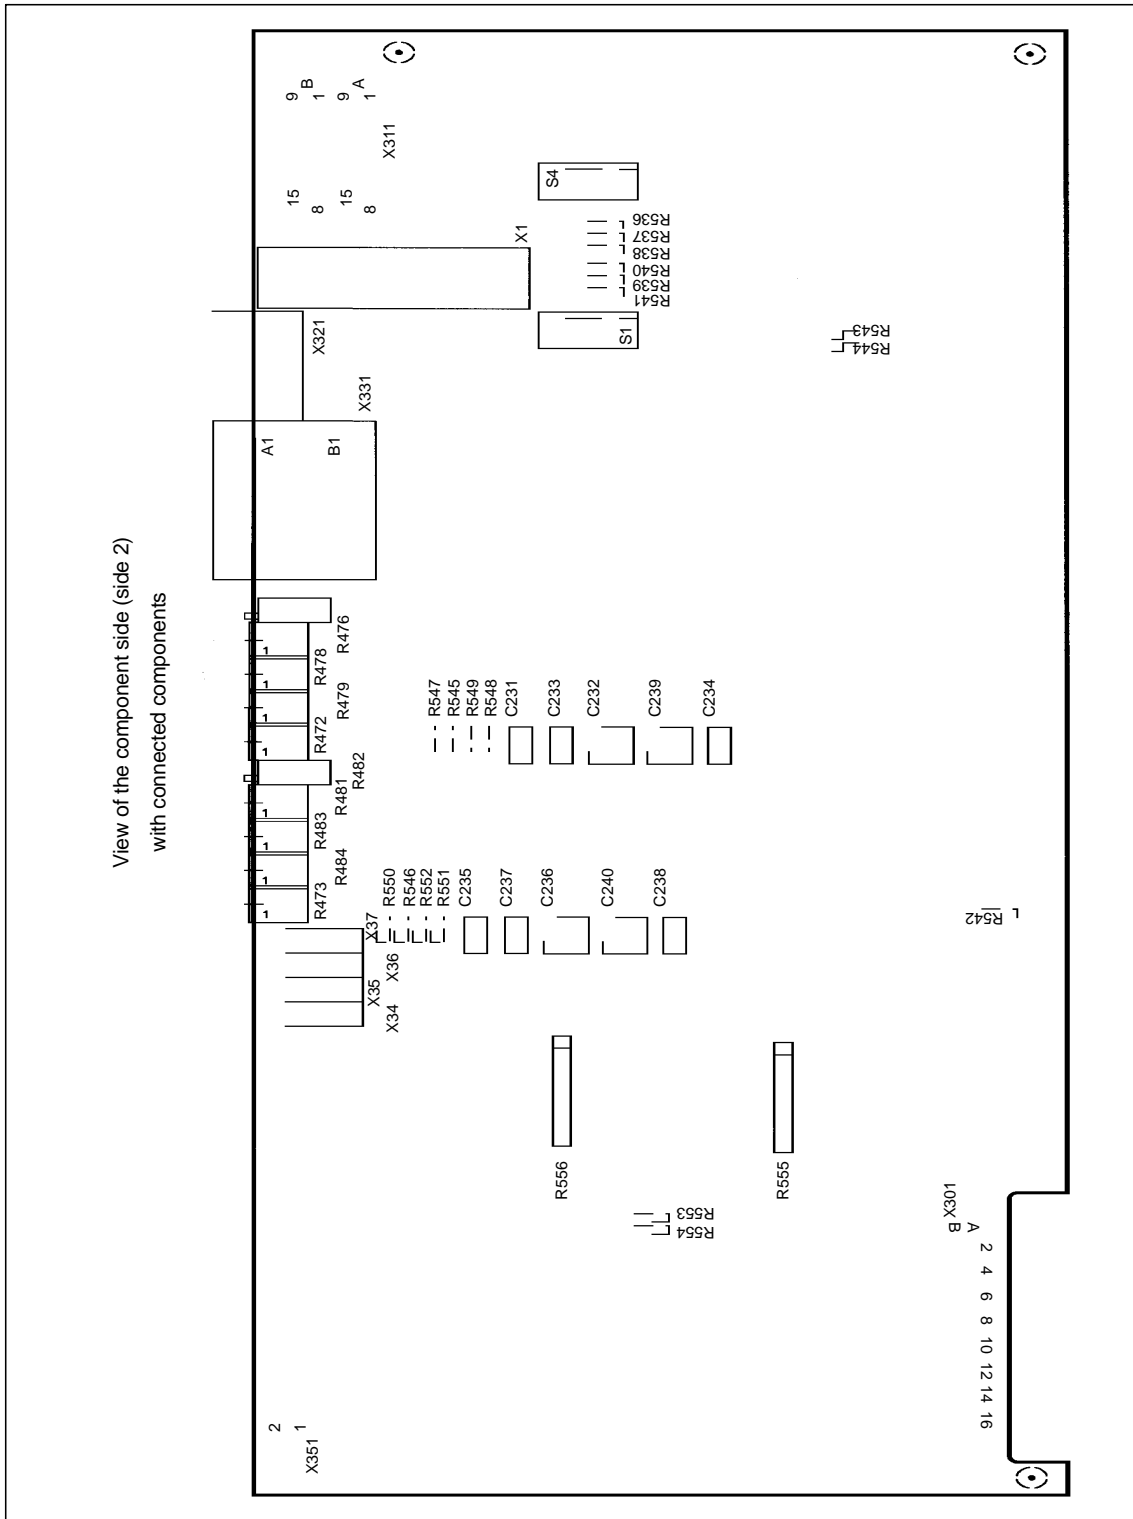 View of the component side (side 2)
with connected components
9
B
1
9
A
1
X311
15
8
15
8
X1
S4
R536
R537
R538
R540
R539
R541
S1
X321
X331
A1
B1
R543
R544
1
R476
R478
1
R479
1
R472
1
R482
R481
1
R483
1
R484
1
R473
1
R547
R545
R549
R548
C231
C233
C232
C239
C234
X37
R550
R546
R552
R551
C235
C237
C236
C240
C238
X36
X35
X34
R542
R556
R555
R553
R554
X301
B
A
2
4
6
8
10
12
14
16
2
1
X351